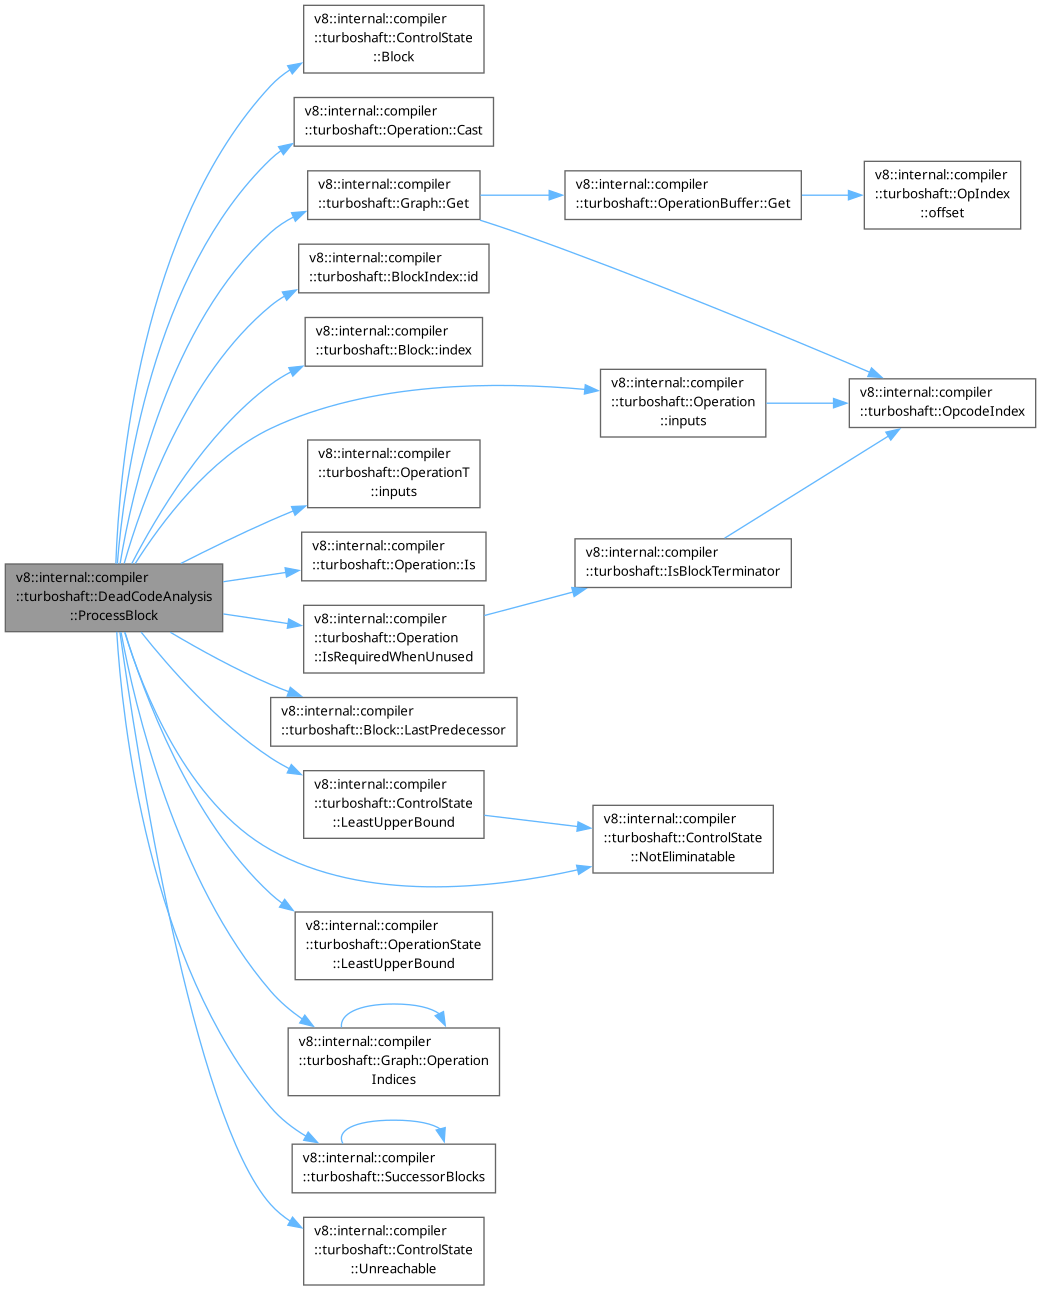 v8::internal::compiler
::turboshaft::ControlState
::Block
v8::internal::compiler
::turboshaft::Operation::Cast
v8::internal::compiler
::turboshaft::Graph::Get
v8::internal::compiler
::turboshaft::OperationBuffer::Get
v8::internal::compiler
::turboshaft::OpIndex
::offset
v8::internal::compiler
::turboshaft::BlockIndex::id
v8::internal::compiler
::turboshaft::Block::index
v8::internal::compiler
::turboshaft::Operation
::inputs
v8::internal::compiler
::turboshaft::OpcodeIndex
v8::internal::compiler
::turboshaft::OperationT
::inputs
v8::internal::compiler
::turboshaft::Operation::Is
v8::internal::compiler
::turboshaft::IsBlockTerminator
v8::internal::compiler
::turboshaft::DeadCodeAnalysis
::ProcessBlock
v8::internal::compiler
::turboshaft::Operation
::IsRequiredWhenUnused
v8::internal::compiler
::turboshaft::Block::LastPredecessor
v8::internal::compiler
::turboshaft::ControlState
::LeastUpperBound
v8::internal::compiler
::turboshaft::ControlState
::NotEliminatable
v8::internal::compiler
::turboshaft::OperationState
::LeastUpperBound
v8::internal::compiler
::turboshaft::Graph::Operation
Indices
v8::internal::compiler
::turboshaft::SuccessorBlocks
v8::internal::compiler
::turboshaft::ControlState
::Unreachable